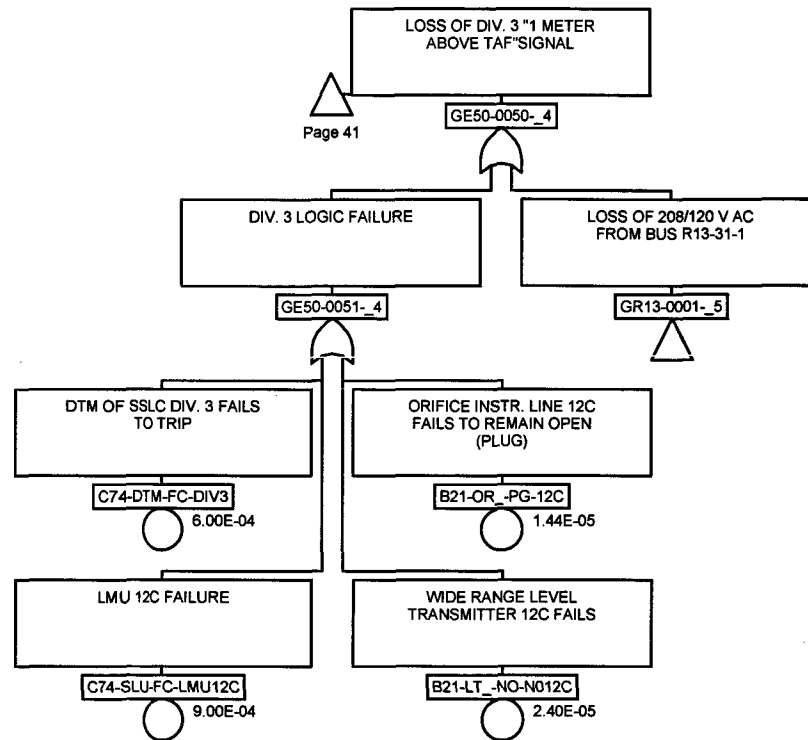 LOSS OF DIV. 3 "1 METER
ABOVE TAF"SIGNAL
Page 41
GE50-0050-_4
DIV. 3 LOGIC FAILURE
LOSS OF 208/120 V AC
FROM BUS R13-31-1
GE50-0051-_4
GR13-0001-_5
DTM OF SSLC DIV. 3 FAILS
TO TRIP
ORIFICE INSTR. LINE 12C
FAILS TO REMAIN OPEN
(PLUG)
C74-DTM-FC-DIV3
6.00E-04
B21-OR_-PG-12C
1.44E-05
LMU 12C FAILURE
WIDE RANGE LEVEL
TRANSMITTER 12C FAILS
C74-SLU-FC-LMU12C
9.00E-04
B21-LT_-NO-N012C
2.40E-05